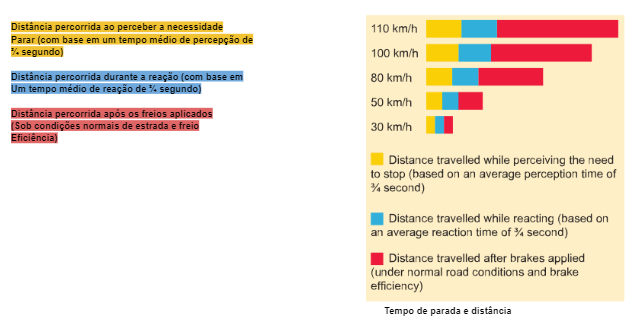 Distância percorrida ao perceber a necessidade
Parar (com base em um tempo médio de percepção de
¾ segundo)
Distância percorrida durante a reação (com base em
Um tempo médio de reação de ¾ segundo)
Distância percorrida após os freios aplicados
(Sob condições normais de estrada e freio
Eficiência)
110 km/h
100 km/h
80 km/h
50 km/h
30 km/h
Distance travelled while perceiving the need
to stop (based on an average perception time of
¾ second)
Distance travelled while reacting (based on
an average reaction time of ¾ second)
Distance travelled after brakes applied
(under normal road conditions and brake
efficiency)
Tempo de parada e distância